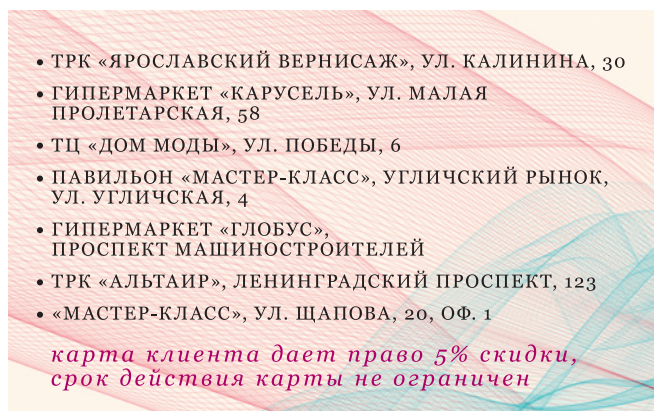 • ТРК «ЯРОСЛАВСКИЙ ВЕРНИСАЖ», УЛ. КАЛИНИНА, 30
• ГИПЕРМАРКЕТ «КАРУСЕЛЬ», УЛ. МАЛАЯ
ПРОЛЕТАРСКАЯ, 58
• ТЦ «ДОМ МОДЫ», УЛ. ПОБЕДЫ, 6
• ПАВИЛЬОН «МАСТЕР-КЛАСС», УГЛИЧСКИЙ РЫНОК,
УЛ. УГЛИЧСКАЯ, 4
• ГИПЕРМАРКЕТ «ГЛОБУС»,
ПРОСПЕКТ МАШИНОСТРОИТЕЛЕЙ
• ТРК «АЛЬТАИР», ЛЕНИНГРАДСКИЙ ПРОСПЕКТ, 123
• «МАСТЕР-КЛАСС», УЛ. ЩАПОВА, 20, ОФ. 1
карта клиента дает право 5% скидки,
срок действия карты не ограничен